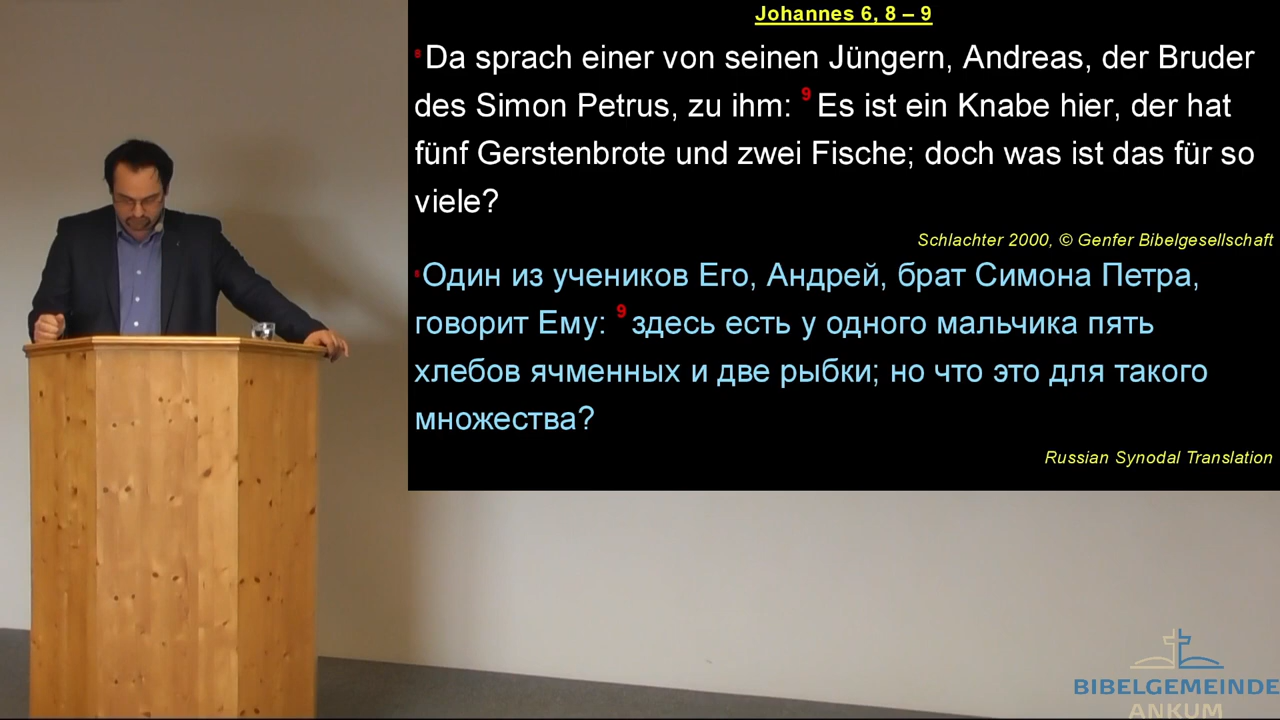 Johannes 6, 8 – 9
8 Da sprach einer von seinen Jüngern, Andreas, der Bruder
des Simon Petrus, zu ihm: 9 Es ist ein Knabe hier, der hat
fünf Gerstenbrote und zwei Fische; doch was ist das für so
viele?
Schlachter 2000, © Genfer Bibelgesellschaft
8 Один из учеников Его, Андрей, брат Симона Петра,
говорит Ему: 9 здесь есть у одного мальчика пять
хлебов ячменных и две рыбки; но что это для такого
множества?
Russian Synodal Translation
BIBELGEMEINDE
ANKUM